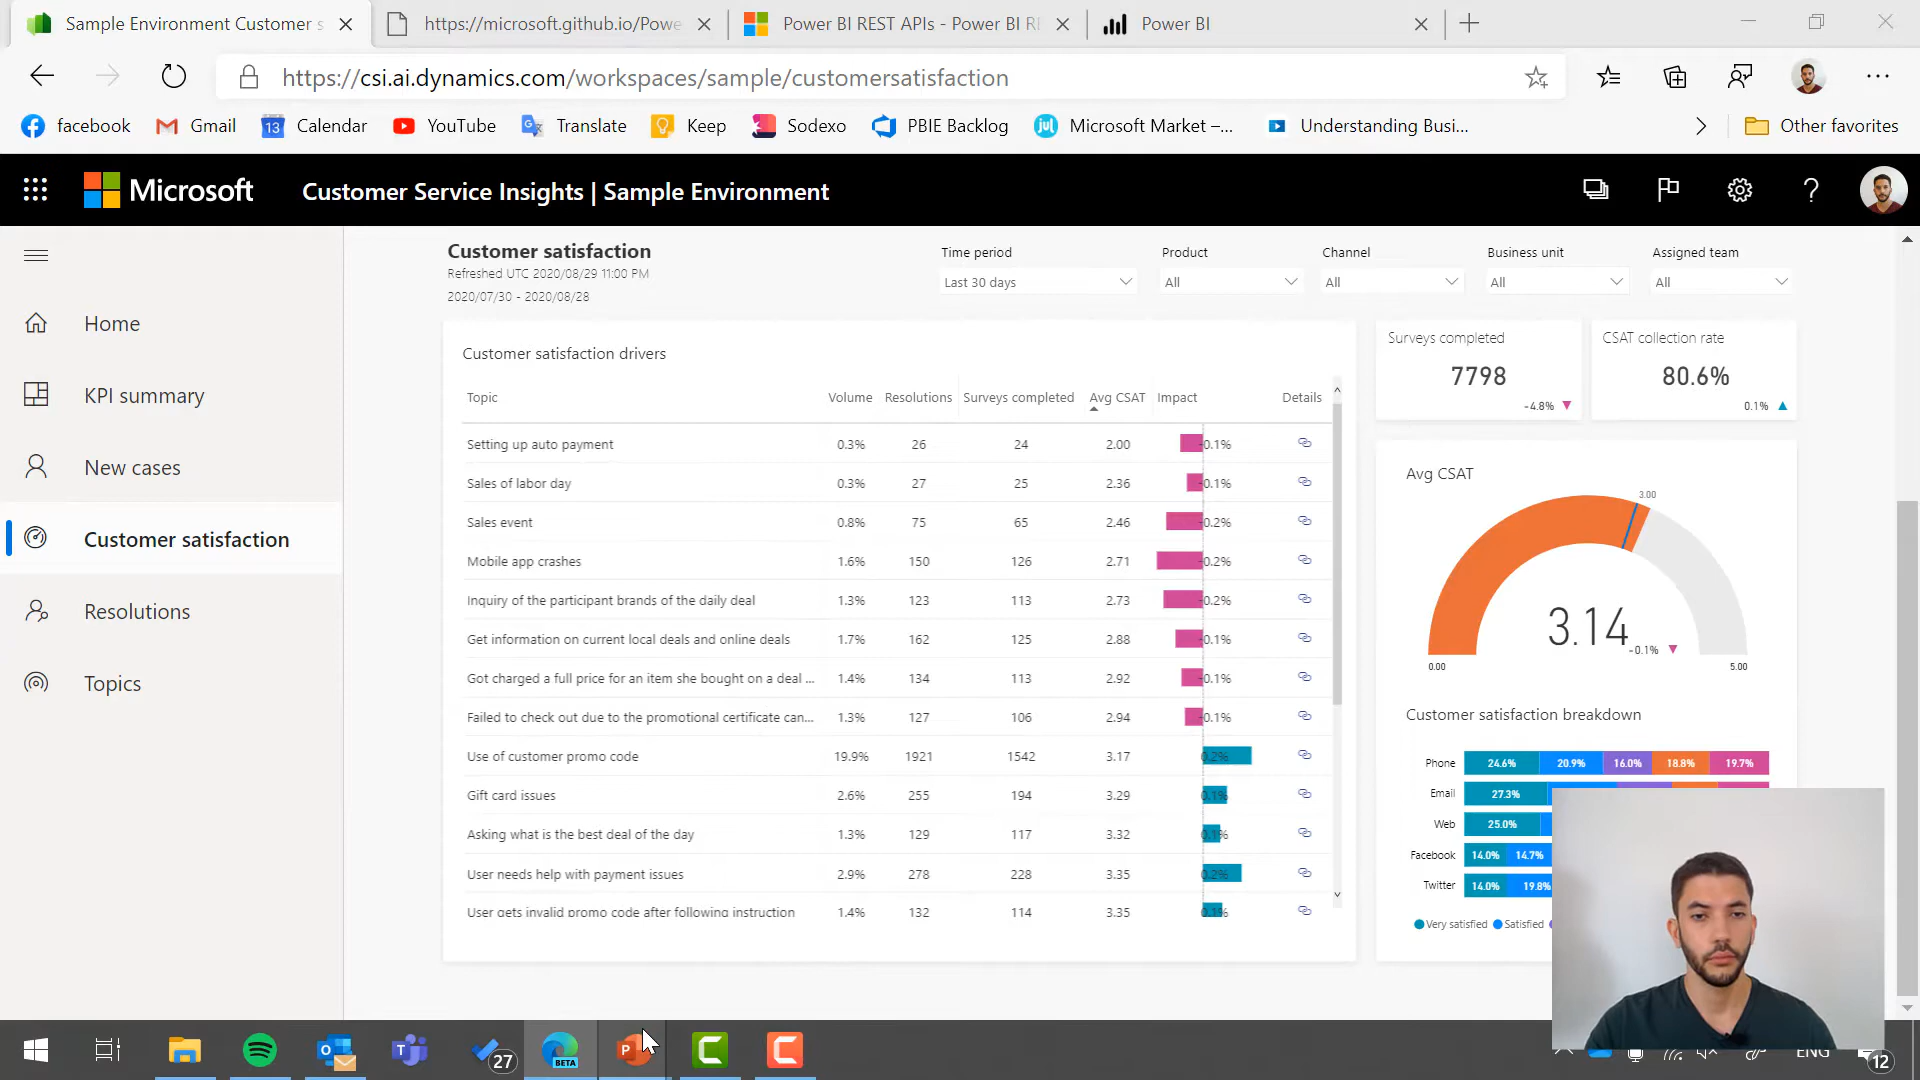 Sample Environment Customer s
https://microsoft.github.io/Powe
Power BI REST APIs - Power BI RE
Power BI
https://csi.ai.dynamics.com/workspaces/sample/customersatisfaction
facebook
Gmail
13 Calendar
YouTube
Translate
Keep
Sodexo
PBIE Backlog
jul Microsoft Market –...
Understanding Busi...
Other favorites
Microsoft
Customer Service Insights | Sample Environment
Home
KPI summary
New cases
Customer satisfaction
Resolutions
Topics
Customer satisfaction
Refreshed UTC 2020/08/29 11:00 PM
2020/07/30 - 2020/08/28
Time period
Last 30 days
Product
All
Channel
All
Business unit
All
Assigned team
All
Customer satisfaction drivers
Topic Volume Resolutions Surveys completed Avg CSAT Impact Details
Setting up auto payment 0.3% 26 24 2.00 -0.1%
Sales of labor day 0.3% 27 25 2.36 -0.1%
Sales event 0.8% 75 65 2.46 -0.2%
Mobile app crashes 1.6% 150 126 2.71 -0.2%
Inquiry of the participant brands of the daily deal 1.3% 123 113 2.73 -0.2%
Get information on current local deals and online deals 1.7% 162 125 2.88 -0.1%
Got charged a full price for an item she bought on a deal ... 1.4% 134 113 2.92 -0.1%
Failed to check out due to the promotional certificate can... 1.3% 127 106 2.94 -0.1%
Use of customer promo code 19.9% 1921 1542 3.17 0.2%
Gift card issues 2.6% 255 194 3.29 0.1%
Asking what is the best deal of the day 1.3% 129 117 3.32 0.1%
User needs help with payment issues 2.9% 278 228 3.35 0.2%
User gets invalid promo code after following instruction 1.4% 132 114 3.35 0.1%
Surveys completed
7798
-4.8%
CSAT collection rate
80.6%
0.1%
Avg CSAT
3.00
3.14
-0.1%
0.00
5.00
Customer satisfaction breakdown
Phone 24.6% 20.9% 16.0% 18.8% 19.7%
Email 27.3%
Web 25.0%
Facebook 14.0% 14.7%
Twitter 14.0% 19.8%
Very satisfied Satisfied
27
BETA
P
ENG
12